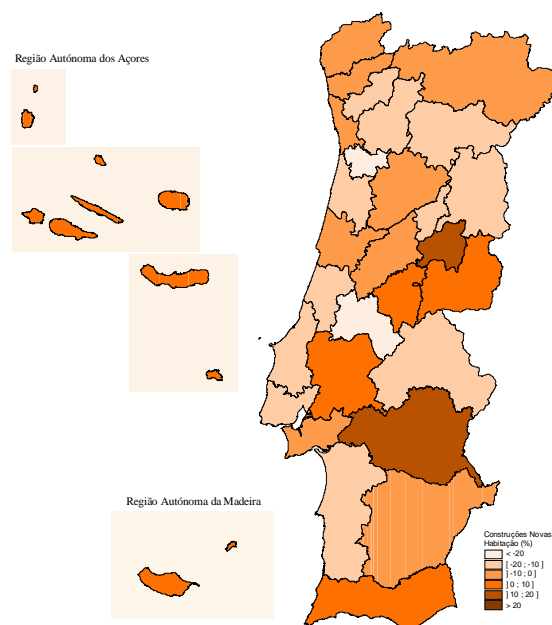 Região Autónoma dos Açores
Região Autónoma da Madeira
Construções Novas
Habitação (%)
< -20
[ -20 ; -10 ]
] -10 ; 0 ]
] 0 ; 10 ]
] 10 ; 20 ]
> 20